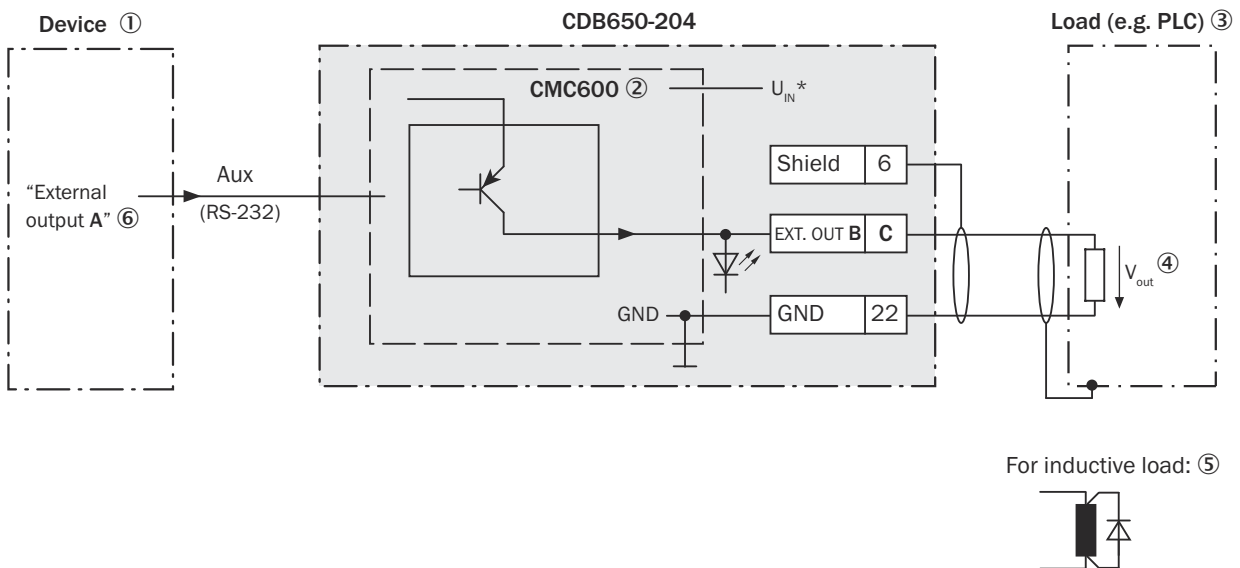 Device ①
CDB650-204
Load (e.g. PLC) ③
CMC600 ②
U_IN*
Shield 6
"External
output A" ⑥
Aux
(RS-232)
EXT. OUT B C
V_out ④
GND
GND 22
For inductive load: ⑤